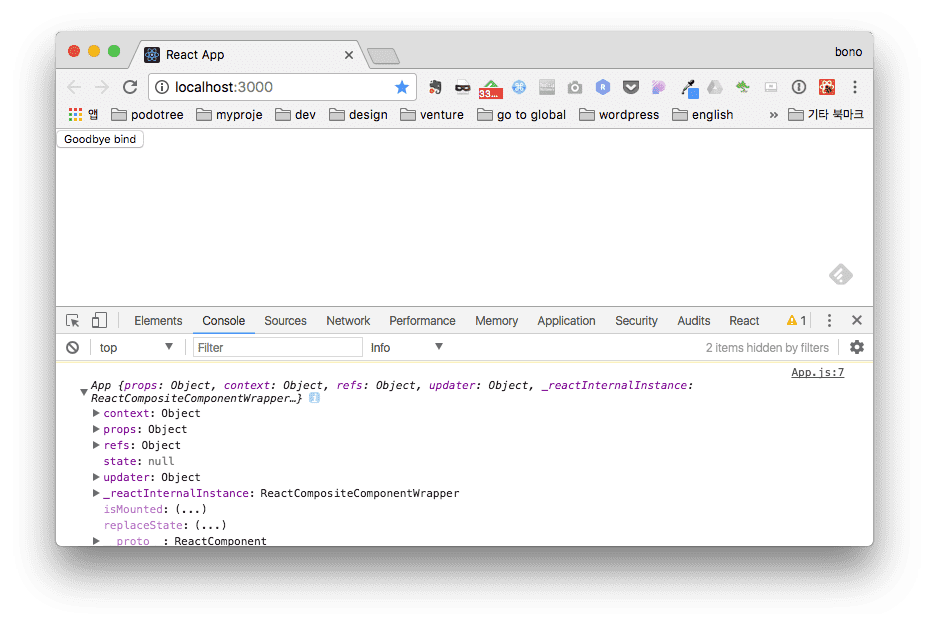 React App
bono
localhost:3000
33...
앱 podotree myproje dev design venture go to global wordpress english » 기타 북마크
Goodbye bind
Elements Console Sources Network Performance Memory Application Security Audits React 1
top Filter Info 2 items hidden by filters
App.js:7
App {props: Object, context: Object, refs: Object, updater: Object, _reactInternalInstance:
ReactCompositeComponentWrapper…}
context: Object
props: Object
refs: Object
state: null
updater: Object
_reactInternalInstance: ReactCompositeComponentWrapper
isMounted: (...)
replaceState: (...)
__proto__: ReactComponent